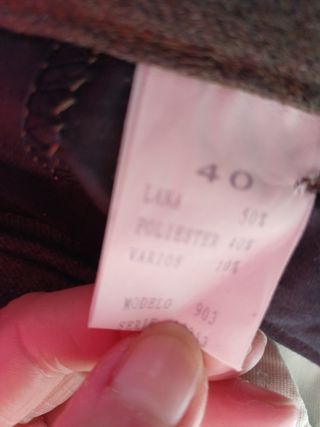 40
LANA 50%
POLIESTER 40%
VARIOS 10%
MODELO 903